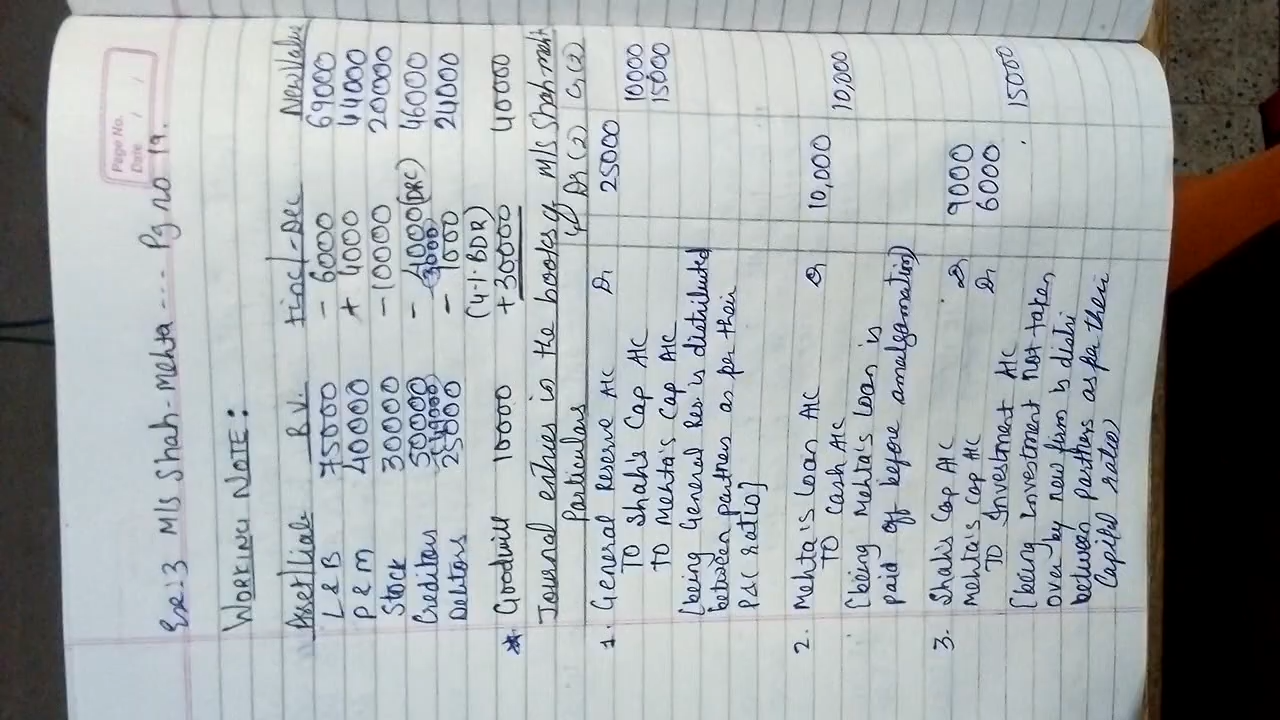 Page No.
Date / /
Ex:3 M/S Shah-Mehta .... Pg no 19.
WORKING NOTE:
Asset/Liab B.V. +inc/-Dec New Value
L & B 75000 - 6000 69000
P & M 40000 + 4000 44000
Stock 30000 - 10000 20000
Creditors 50000 - 4000 (DRC) 46000
Debtors 25000 - 1000 24000
(4-1. BDR)
* Goodwill 10000 +30000 40000
Journal entries in the books of M/S Shah meht
Particulars Dr (2) Cr (2)
1. General Reserve A/C Dr 25000
TO Shah's Cap A/C 10000
TO Mehta's Cap A/C 15000
[being General Res. is distributed
between partners as per their
PSC ratio]
2. Mehta's loan A/C Dr 10,000
TO Cash A/C 10,000
(being Mehta's Loan is
paid off before amalgamation)
3. Shah's Cap A/C Dr 9000
Mehta's Cap A/C Dr 6000
TO Investment A/C 15000
[being Investment Not taken
over by new firm is distri
between partners as per their
Capital ratio)